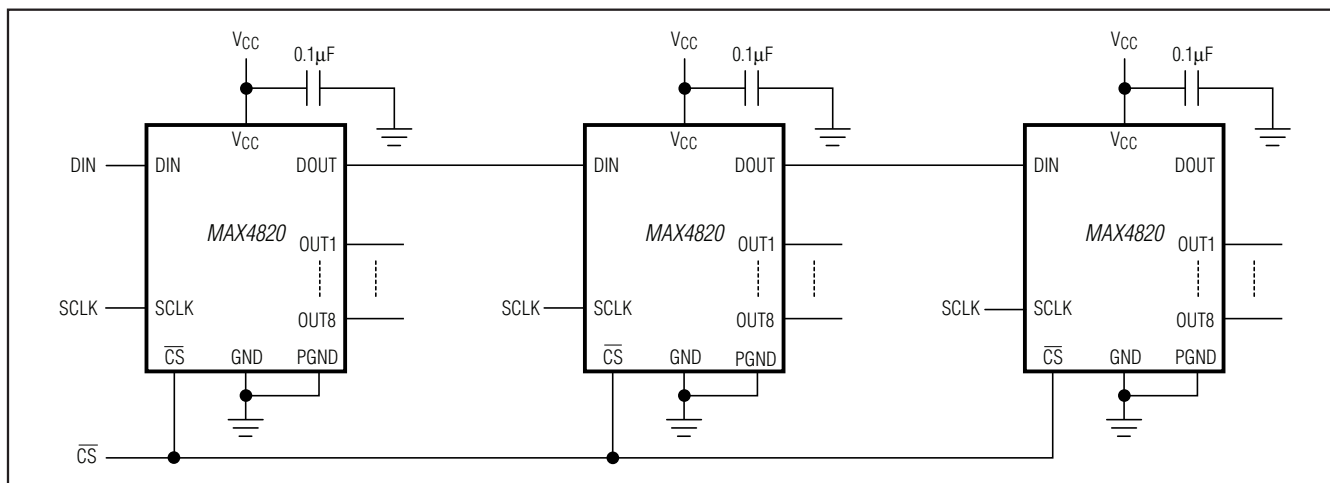 VCC 0.1µF VCC 0.1µF VCC 0.1µF
VCC VCC VCC
DIN DIN DOUT DIN DOUT DIN DOUT
MAX4820 MAX4820 MAX4820
OUT1 OUT1 OUT1
SCLK SCLK SCLK SCLK SCLK SCLK
OUT8 OUT8 OUT8
CS GND PGND CS GND PGND CS GND PGND
CS